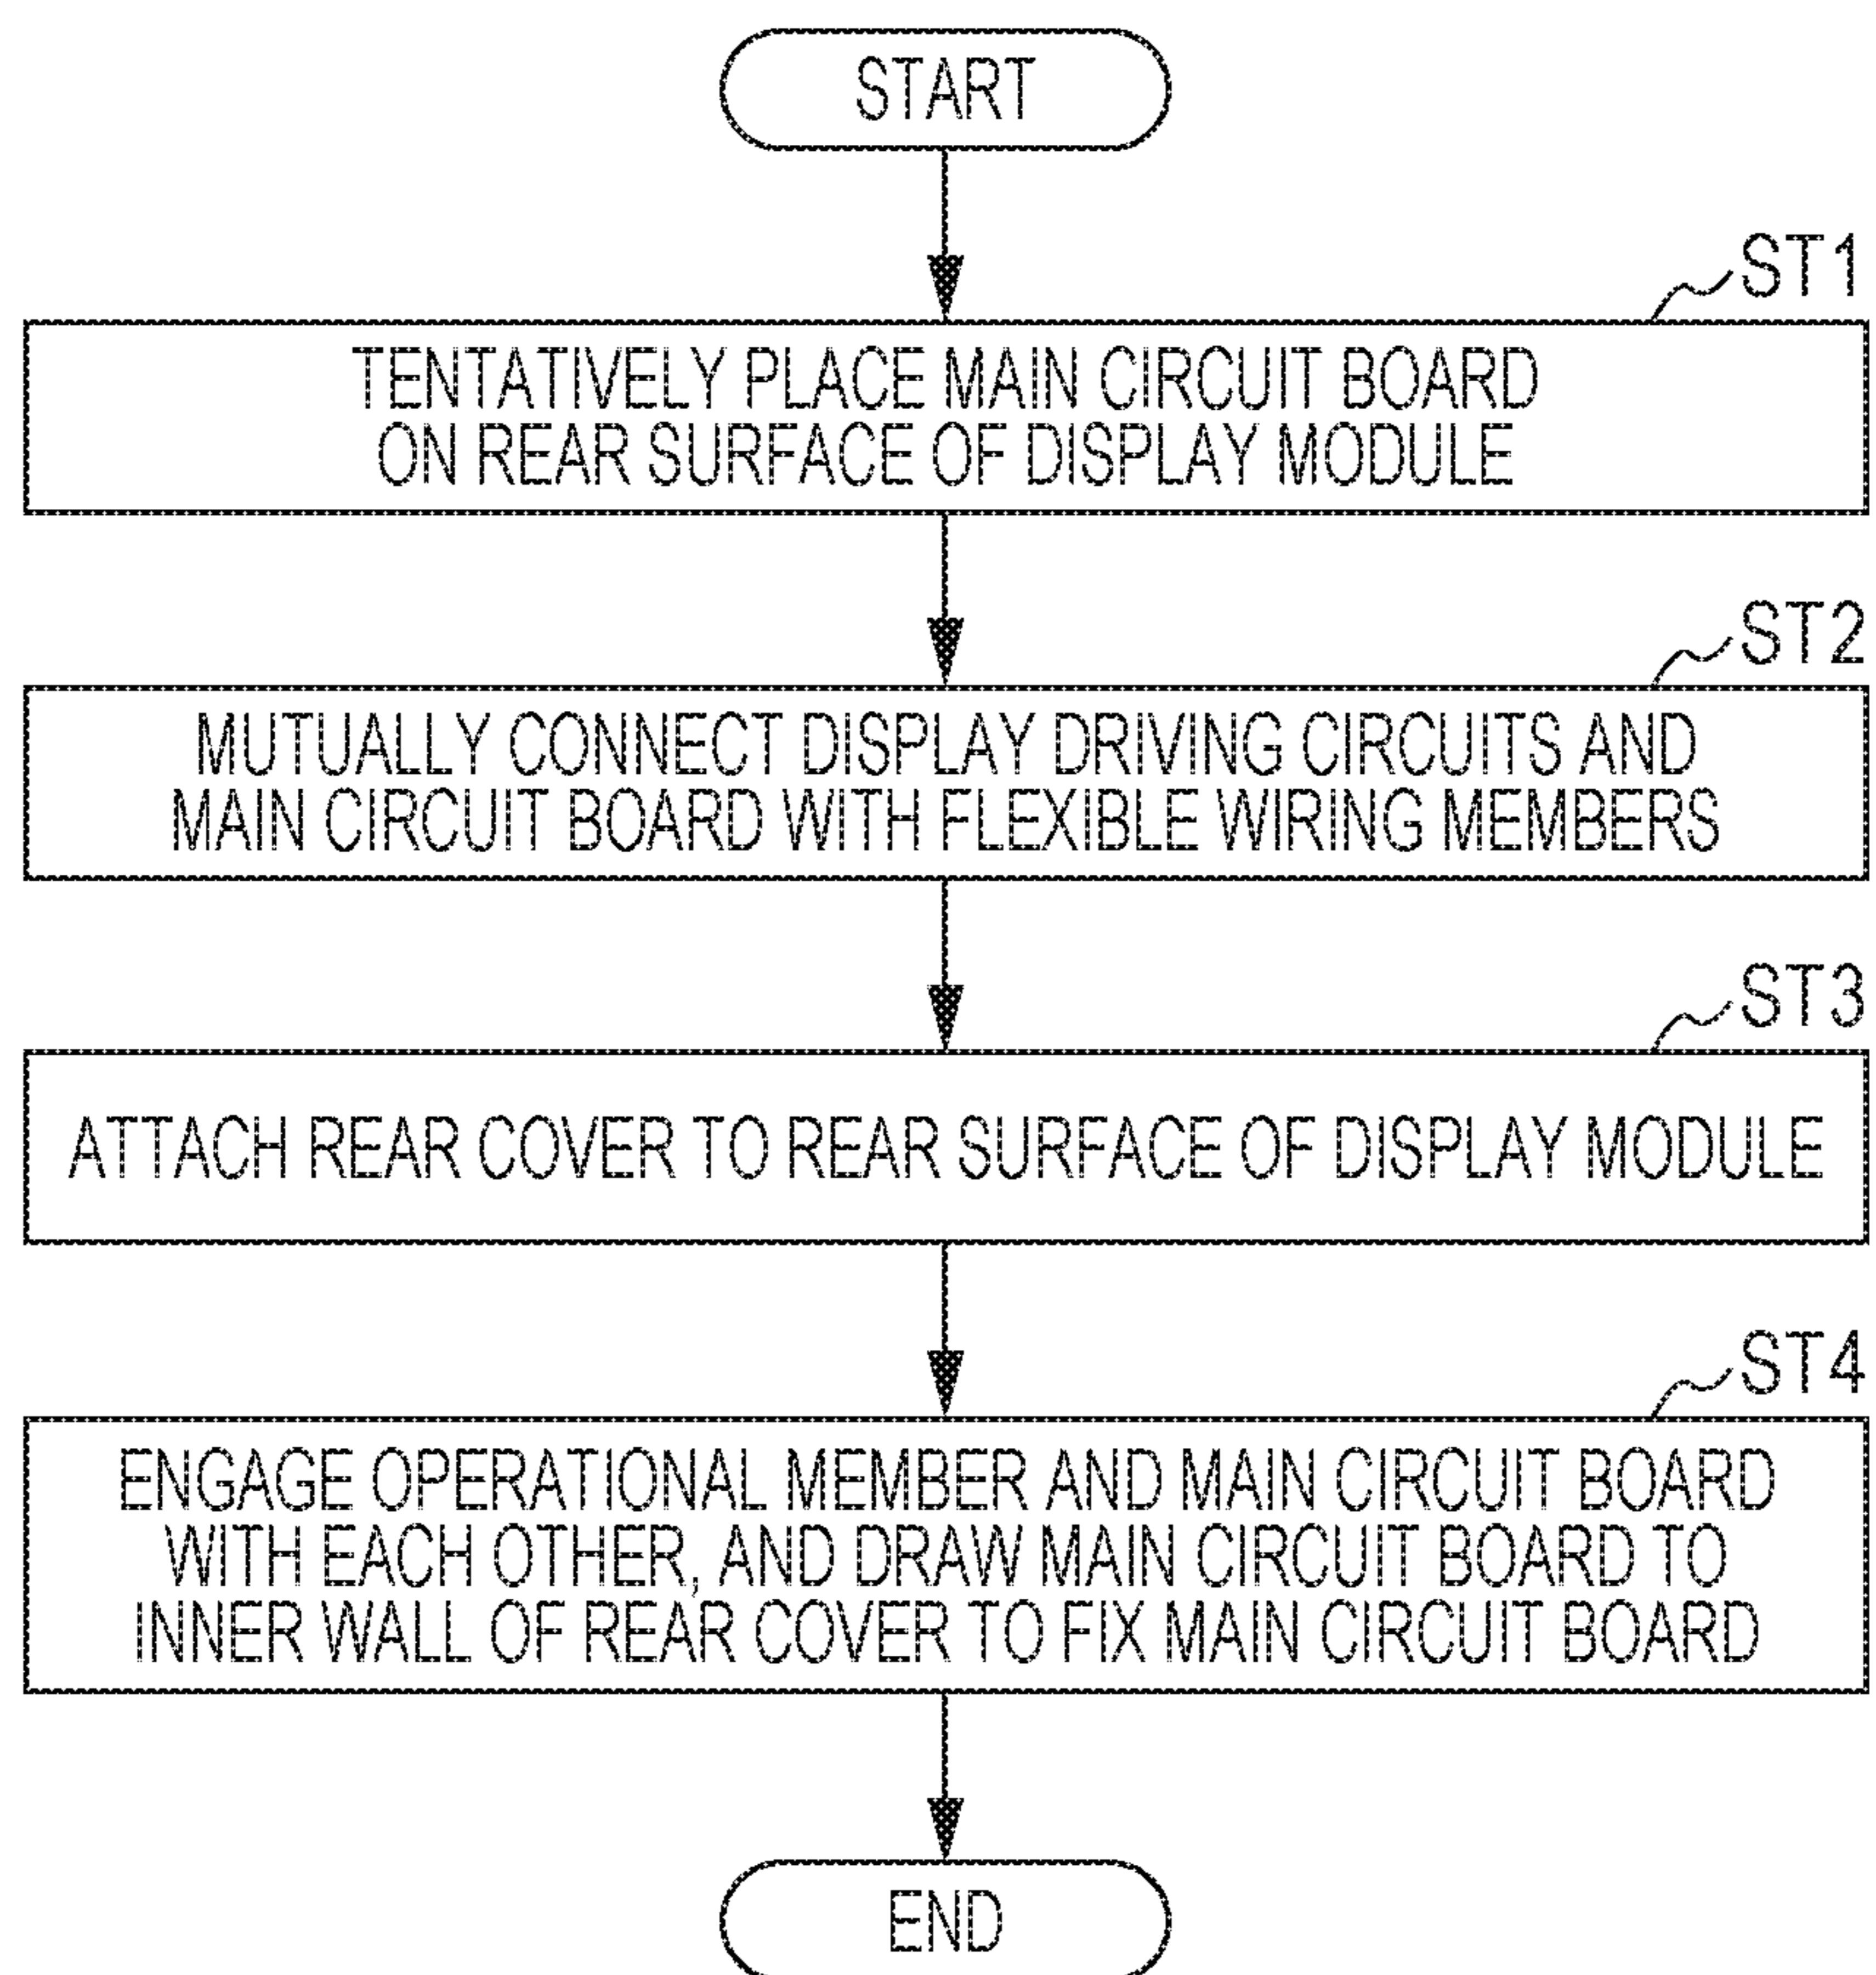 START
ST1
TENTATIVELY PLACE MAIN CIRCUIT BOARD
ON REAR SURFACE OF DISPLAY MODULE
ST2
MUTUALLY CONNECT DISPLAY DRIVING CIRCUITS AND
MAIN CIRCUIT BOARD WITH FLEXIBLE WIRING MEMBERS
ST3
ATTACH REAR COVER TO REAR SURFACE OF DISPLAY MODULE
ST4
ENGAGE OPERATIONAL MEMBER AND MAIN CIRCUIT BOARD
WITH EACH OTHER, AND DRAW MAIN CIRCUIT BOARD TO
INNER WALL OF REAR COVER TO FIX MAIN CIRCUIT BOARD
END